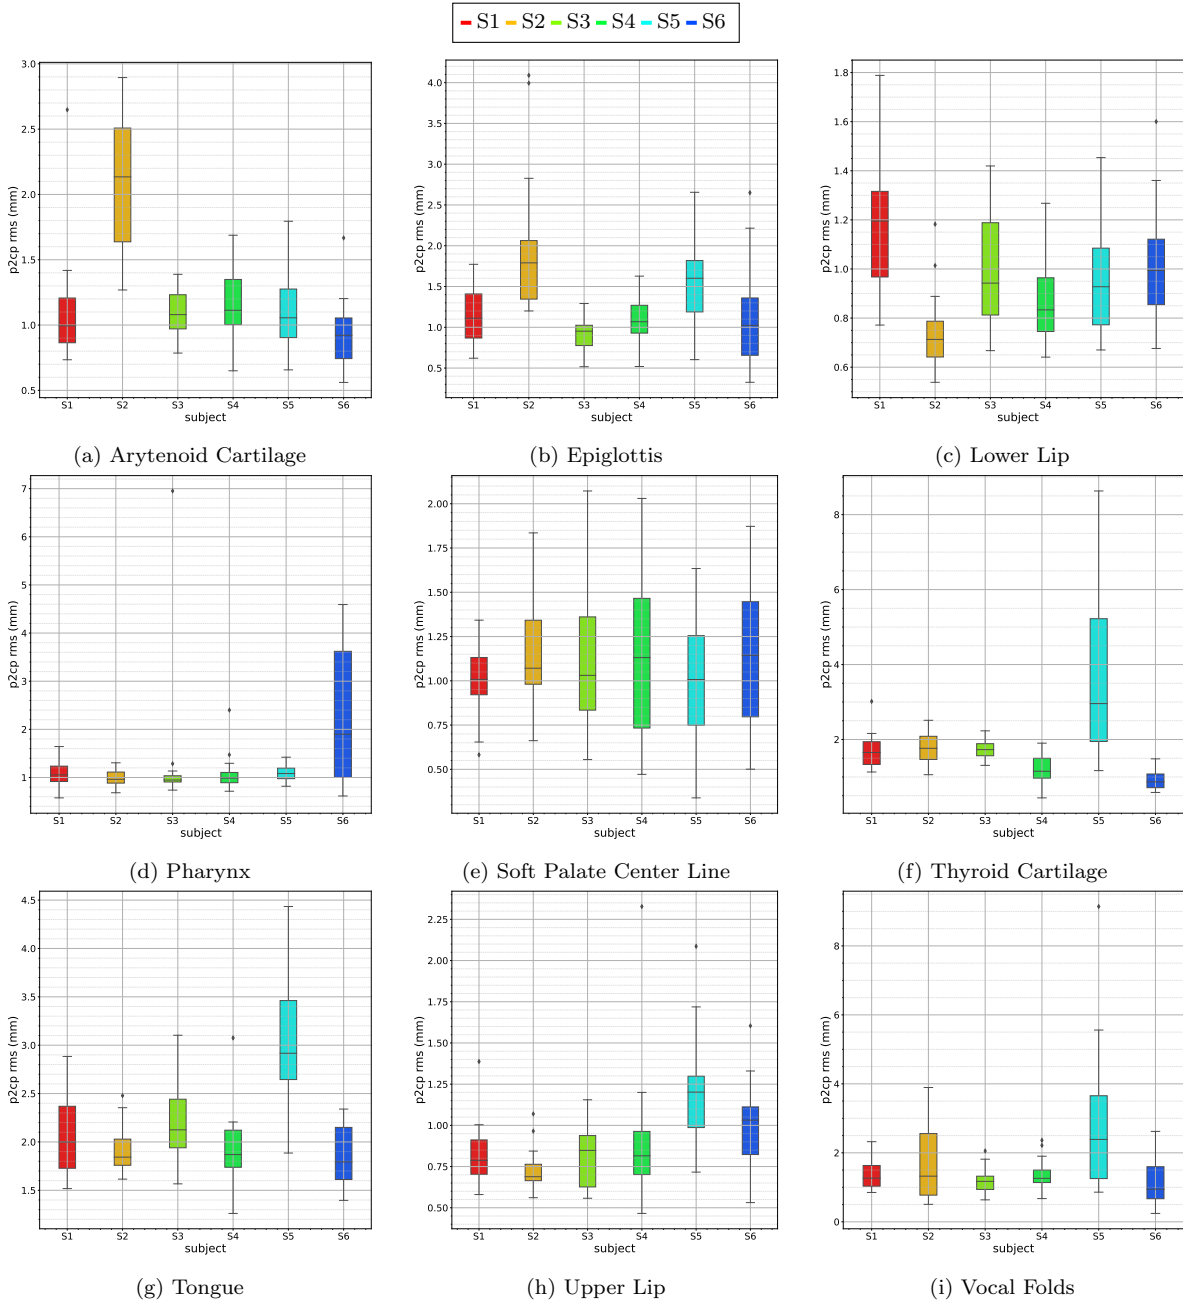 S1 S2 S3 S4 S5 S6
3.0
2.5
2.0
1.5
1.0
0.5
p2cp rms (mm)
S1 S2 S3 S4 S5 S6
subject
(a) Arytenoid Cartilage
4.0
3.5
3.0
2.5
2.0
1.5
1.0
0.5
p2cp rms (mm)
S1 S2 S3 S4 S5 S6
subject
(b) Epiglottis
1.8
1.6
1.4
1.2
1.0
0.8
0.6
p2cp rms (mm)
S1 S2 S3 S4 S5 S6
subject
(c) Lower Lip
7
6
5
4
3
2
1
p2cp rms (mm)
S1 S2 S3 S4 S5 S6
subject
(d) Pharynx
2.00
1.75
1.50
1.25
1.00
0.75
0.50
p2cp rms (mm)
S1 S2 S3 S4 S5 S6
subject
(e) Soft Palate Center Line
8
6
4
2
p2cp rms (mm)
S1 S2 S3 S4 S5 S6
subject
(f) Thyroid Cartilage
4.5
4.0
3.5
3.0
2.5
2.0
1.5
p2cp rms (mm)
S1 S2 S3 S4 S5 S6
subject
(g) Tongue
2.25
2.00
1.75
1.50
1.25
1.00
0.75
0.50
p2cp rms (mm)
S1 S2 S3 S4 S5 S6
subject
(h) Upper Lip
8
6
4
2
0
p2cp rms (mm)
S1 S2 S3 S4 S5 S6
subject
(i) Vocal Folds